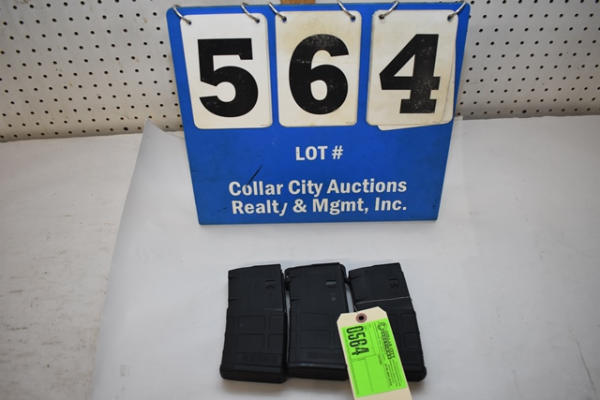 564
LOT #
Collar City Auctions
Realty & Mgmt, Inc.
0564